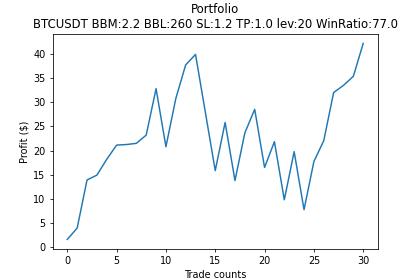 Portfolio
BTCUSDT BBM:2.2 BBL:260 SL:1.2 TP:1.0 lev:20 WinRatio:77.0
40
35
30
25
20
15
10
5
0
Profit ($)
0 5 10 15 20 25 30
Trade counts